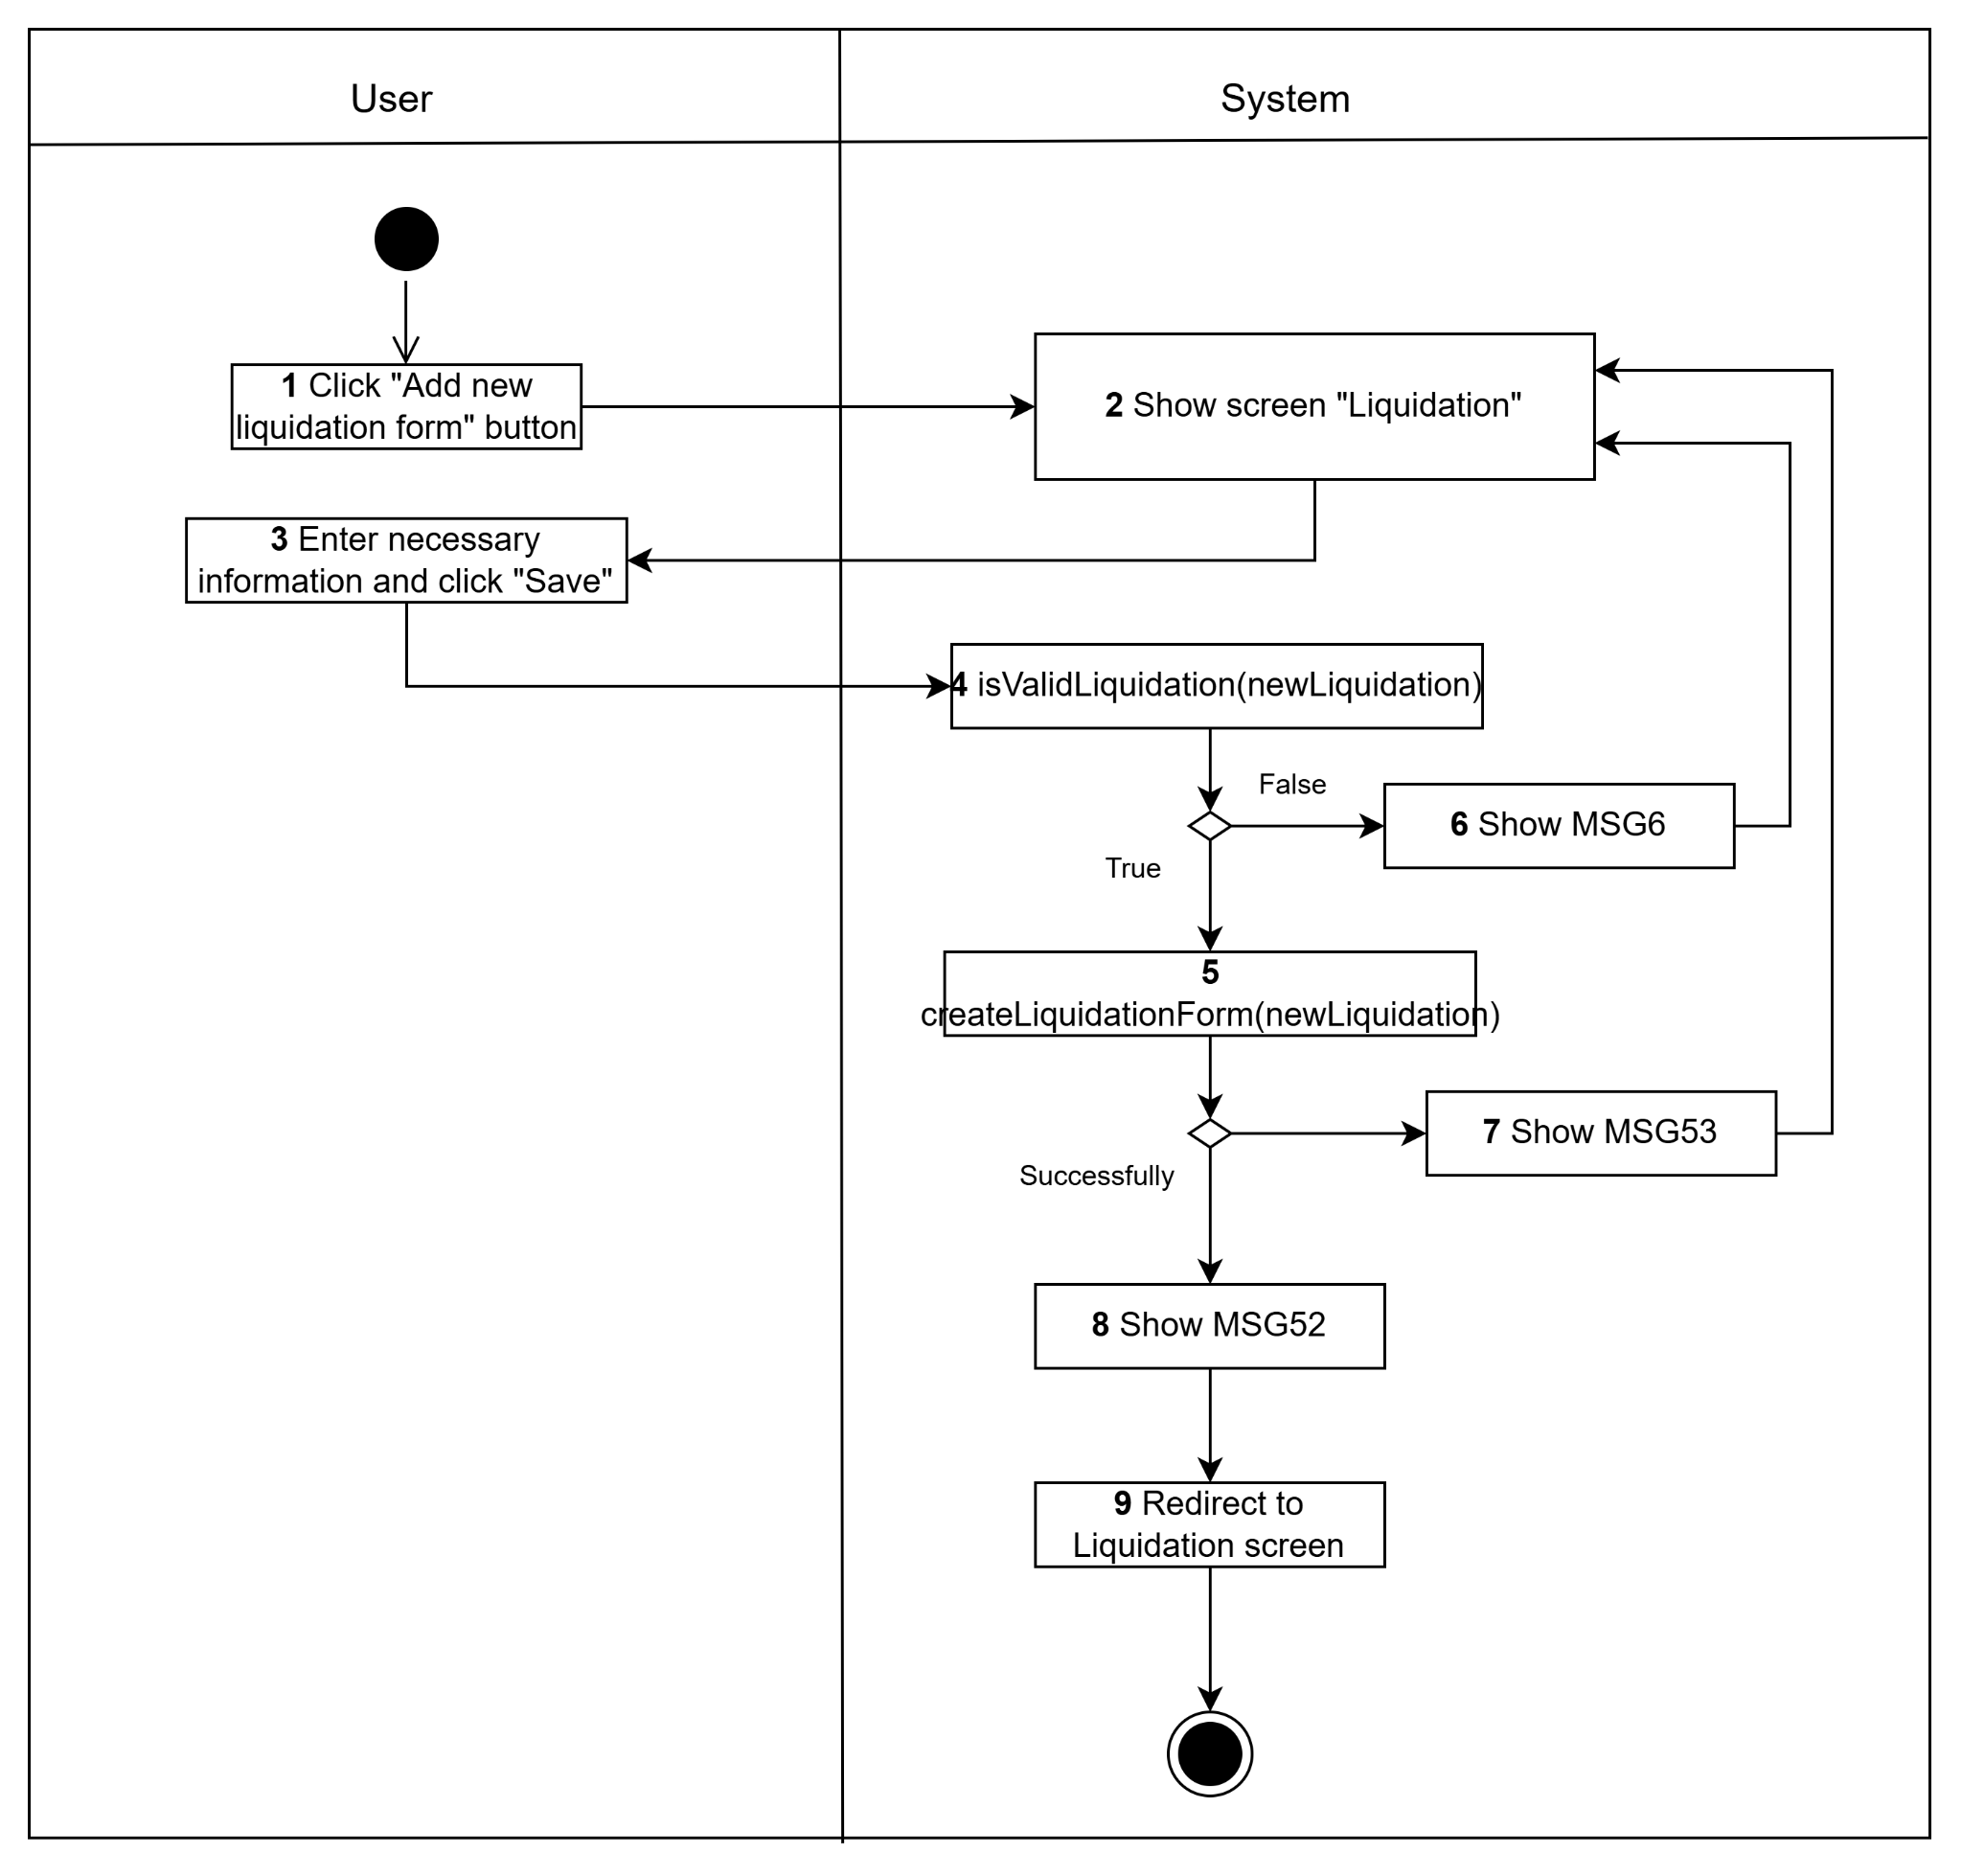 User
System
1 Click "Add new
liquidation form" button
2 Show screen "Liquidation"
3 Enter necessary
information and click "Save"
4 isValidLiquidation(newLiquidation)
False
6 Show MSG6
True
5
createLiquidationForm(newLiquidation)
7 Show MSG53
Successfully
8 Show MSG52
9 Redirect to
Liquidation screen